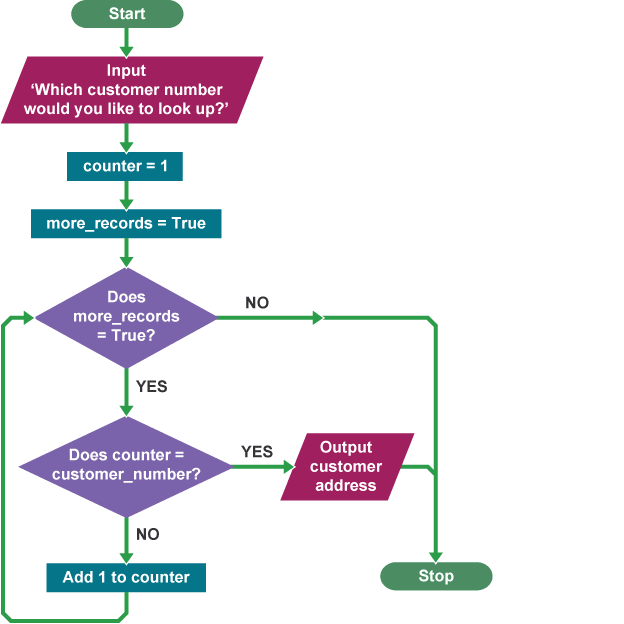 Start
Input
‘Which customer number
would you like to look up?’
counter = 1
more_records = True
Does
more_records
= True?
NO
YES
Does counter =
customer_number?
YES
Output
customer
address
NO
Add 1 to counter
Stop